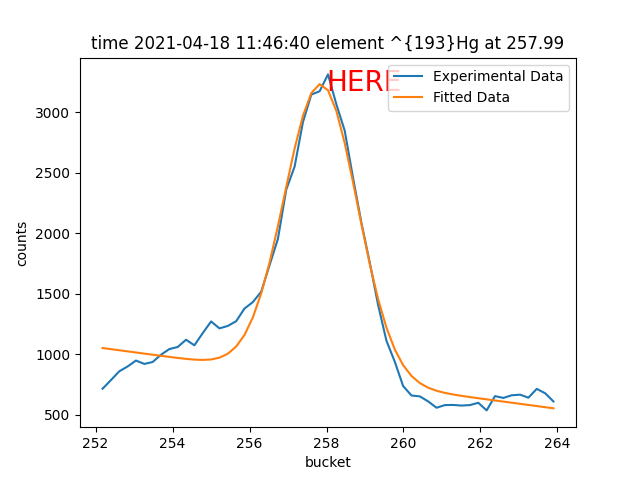 time 2021-04-18 11:46:40 element ^{193}Hg at 257.99
HERE
Experimental Data
Fitted Data
counts
3000
2500
2000
1500
1000
500
252 254 256 258 260 262 264
bucket